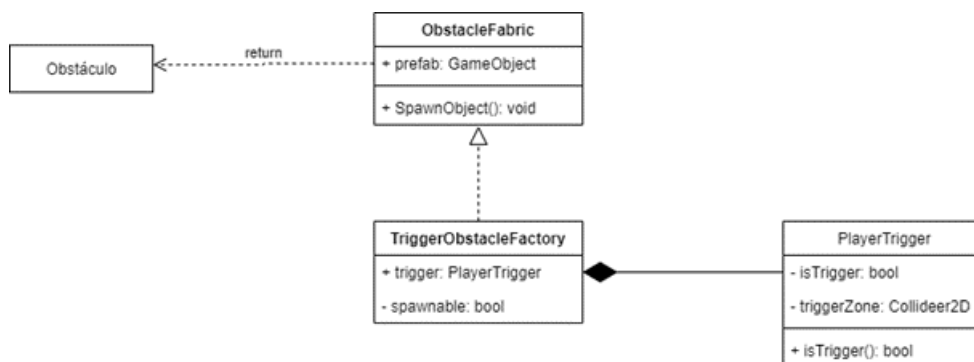 ObstacleFabric
+ prefab: GameObject
+ SpawnObject(): void
return
Obstáculo
TriggerObstacleFactory
+ trigger: PlayerTrigger
- spawnable: bool
PlayerTrigger
- isTrigger: bool
- triggerZone: Collideer2D
+ isTrigger(): bool